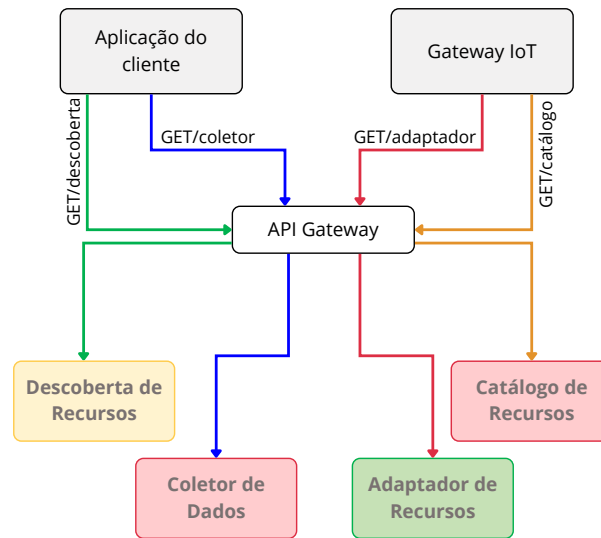 Aplicação do
cliente
Gateway IoT
GET/descoberta
GET/coletor
GET/adaptador
GET/catálogo
API Gateway
Descoberta de
Recursos
Catálogo de
Recursos
Coletor de
Dados
Adaptador de
Recursos